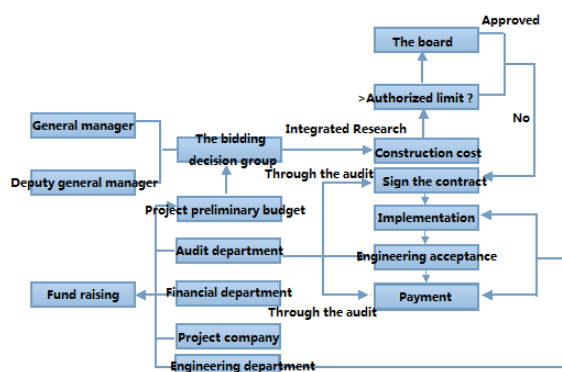 Approved
The board
>Authorized limit ?
General manager
No
Integrated Research
The bidding
decision group
Construction cost
Through the audit
Deputy general manager
Sign the contract
Project preliminary budget
Implementation
Audit department
Engineering acceptance
Fund raising
Financial department
Payment
Through the audit
Project company
Engineering department